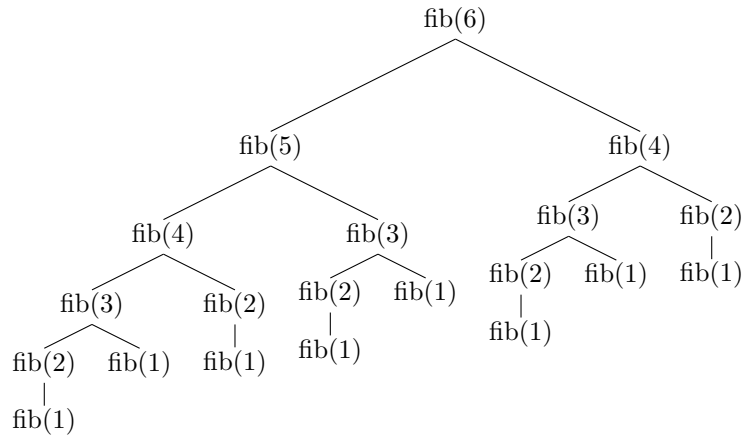 fib(6)
fib(5) fib(4)
fib(3) fib(2)
fib(4) fib(3)
fib(2) fib(1) fib(1)
fib(3) fib(2) fib(2) fib(1)
fib(1)
fib(1)
fib(2) fib(1) fib(1)
fib(1)